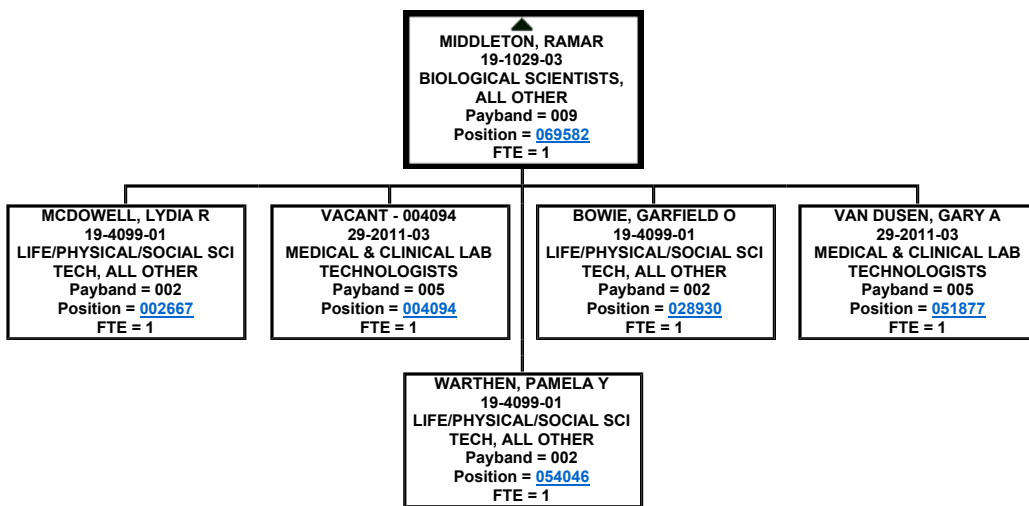 MIDDLETON, RAMAR
19-1029-03
BIOLOGICAL SCIENTISTS,
ALL OTHER
Payband = 009
Position = 069582
FTE = 1
MCDOWELL, LYDIA R
19-4099-01
LIFE/PHYSICAL/SOCIAL SCI
TECH, ALL OTHER
Payband = 002
Position = 002667
FTE = 1
VACANT - 004094
29-2011-03
MEDICAL & CLINICAL LAB
TECHNOLOGISTS
Payband = 005
Position = 004094
FTE = 1
BOWIE, GARFIELD O
19-4099-01
LIFE/PHYSICAL/SOCIAL SCI
TECH, ALL OTHER
Payband = 002
Position = 028930
FTE = 1
VAN DUSEN, GARY A
29-2011-03
MEDICAL & CLINICAL LAB
TECHNOLOGISTS
Payband = 005
Position = 051877
FTE = 1
WARTHEN, PAMELA Y
19-4099-01
LIFE/PHYSICAL/SOCIAL SCI
TECH, ALL OTHER
Payband = 002
Position = 054046
FTE = 1